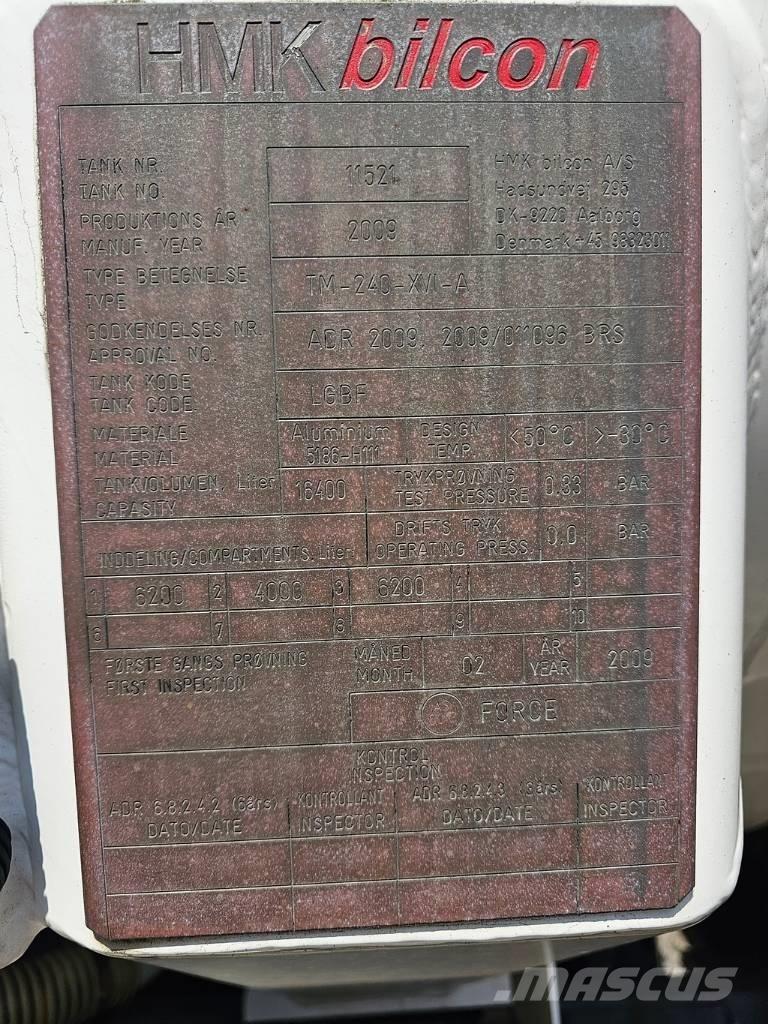 HMK bilcon
TANK NR. 11521 HMK bilcon A/S
TANK NO. Hadsundvej 295
PRODUKTIONS ÅR 2009 DK-9220 Aalborg
MANUF. YEAR Denmark
TYPE BETEGNELSE TM-240-XVI-A
TYPE
GODKENDELSES NR. ADR 2009, 2009/011096 BRS
APPROVAL NO.
TANK KODE LGBF
TANK CODE.
MATERIALE Aluminium DESIGN <50°C >-30°C
MATERIAL 5186-H111 TEMP.
TANKVOLUMEN, Liter 16400 TRYKPRØVNING 0,33 BAR
CAPASITY TEST PRESSURE
DRIFTS TRYK 0,0 BAR
INDDELING/COMPARTMENTS, Liter OPERATING PRESS.
1 6200 2 4000 3 6200 4 5
6 7 8 9 10
FØRSTE GANGS PRØVNING MÅNED 02 ÅR 2009
FIRST INSPECTION MONTH YEAR
FORCE
KONTROL
INSPECTION
ADR 6.8.2.4.2 (6års) KONTROLLANT ADR 6.8.2.4.3 (3års) KONTROLLANT
DATO/DATE INSPECTOR DATO/DATE INSPECTOR
MASCUS